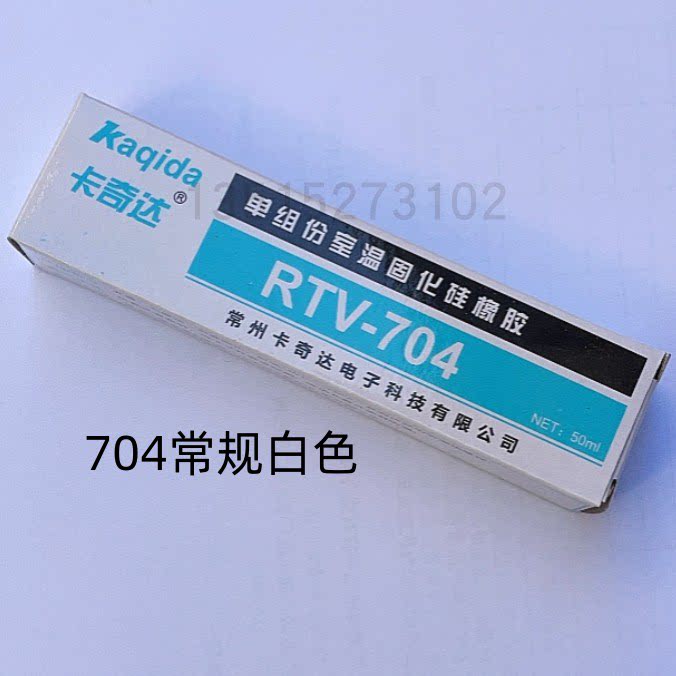 Kaqida
卡奇达®
单组份室温固化硅橡胶
RTV-704
常州卡奇达电子科技有限公司
NET: 50ml
704常规白色